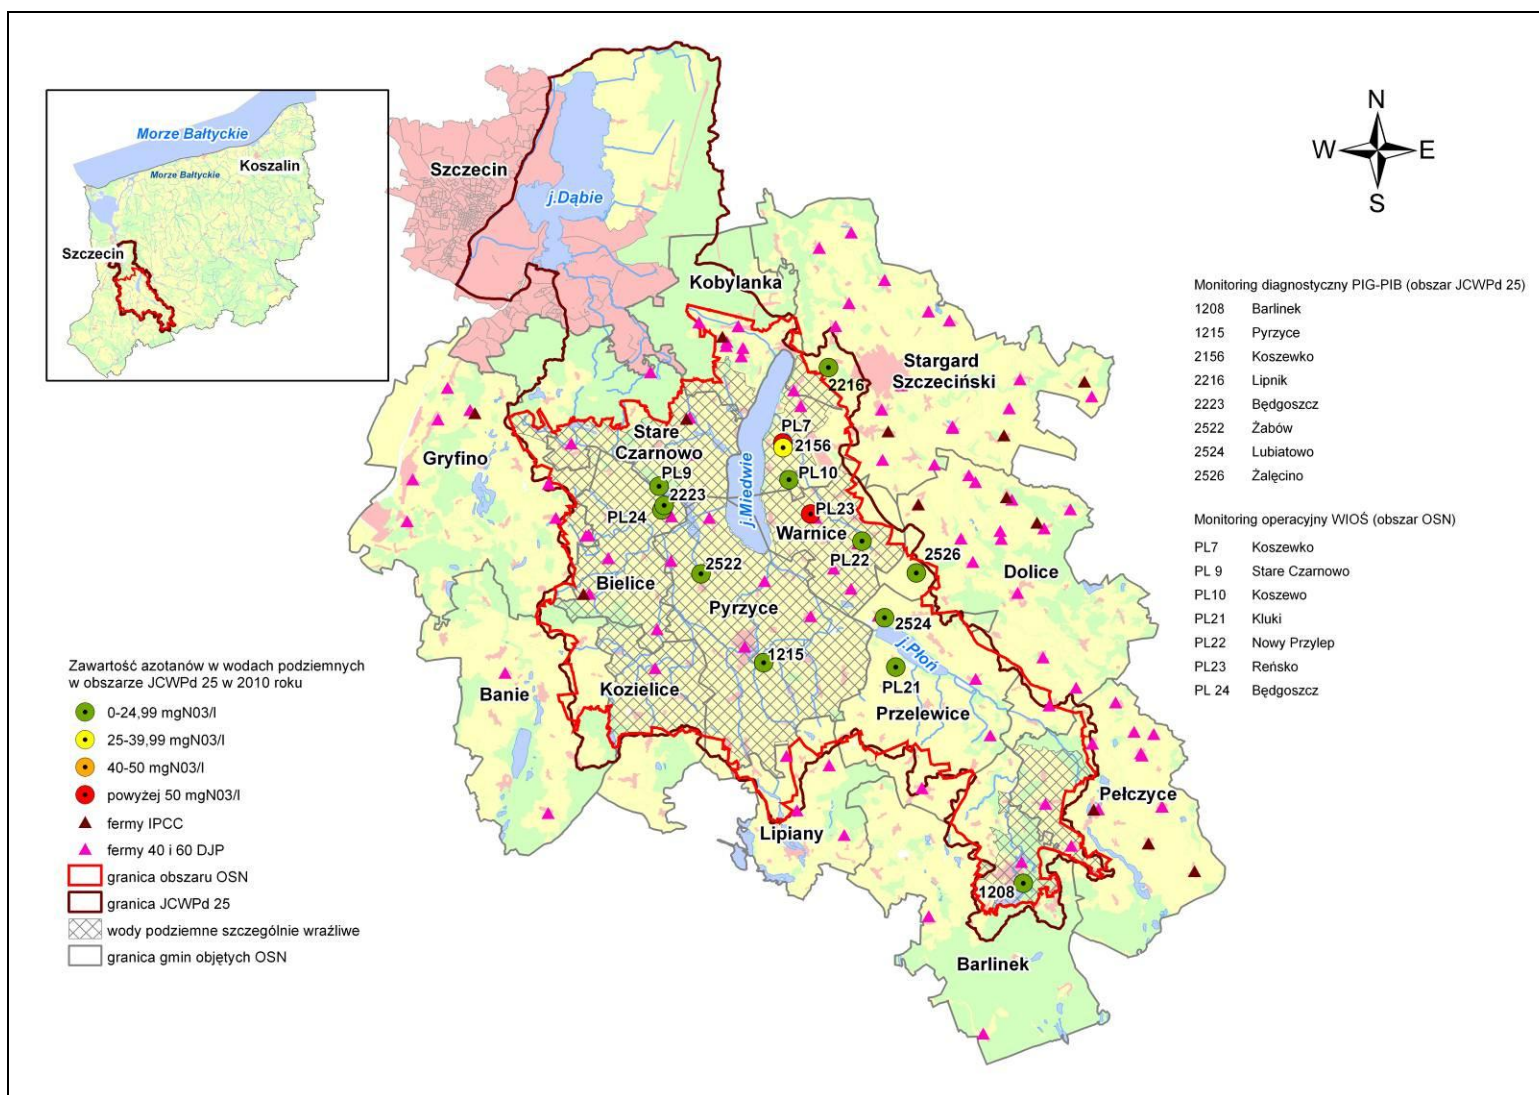 Morze Bałtyckie
Koszalin
Morze Bałtyckie
Szczecin
Szczecin
j.Dąbie
Kobylanka
N
W
E
S
Stargard
Szczeciński
2216
PL7
2156
Stare
Czarnowo
Gryfino
PL9
2223
PL24
PL10
j.Miedwie
PL23
Warnice
PL22
2526
Dolice
2522
Bielice
Pyrzyce
2524
j.Płoń
1215
PL21
Banie
Kozielice
Przelewice
Pełczyce
Lipiany
1208
Barlinek
Monitoring diagnostyczny PIG-PIB (obszar JCWPd 25)
1208 Barlinek
1215 Pyrzyce
2156 Koszewko
2216 Lipnik
2223 Będgoszcz
2522 Żabów
2524 Lubiatowo
2526 Żalęcino
Monitoring operacyjny WIOŚ (obszar OSN)
PL7 Koszewko
PL 9 Stare Czarnowo
PL10 Koszewo
PL21 Kluki
PL22 Nowy Przylep
PL23 Reńsko
PL 24 Będgoszcz
Zawartość azotanów w wodach podziemnych
w obszarze JCWPd 25 w 2010 roku
0-24,99 mgN03/l
25-39,99 mgN03/l
40-50 mgN03/l
powyżej 50 mgN03/l
fermy IPCC
fermy 40 i 60 DJP
granica obszaru OSN
granica JCWPd 25
wody podziemne szczególnie wrażliwe
granica gmin objętych OSN